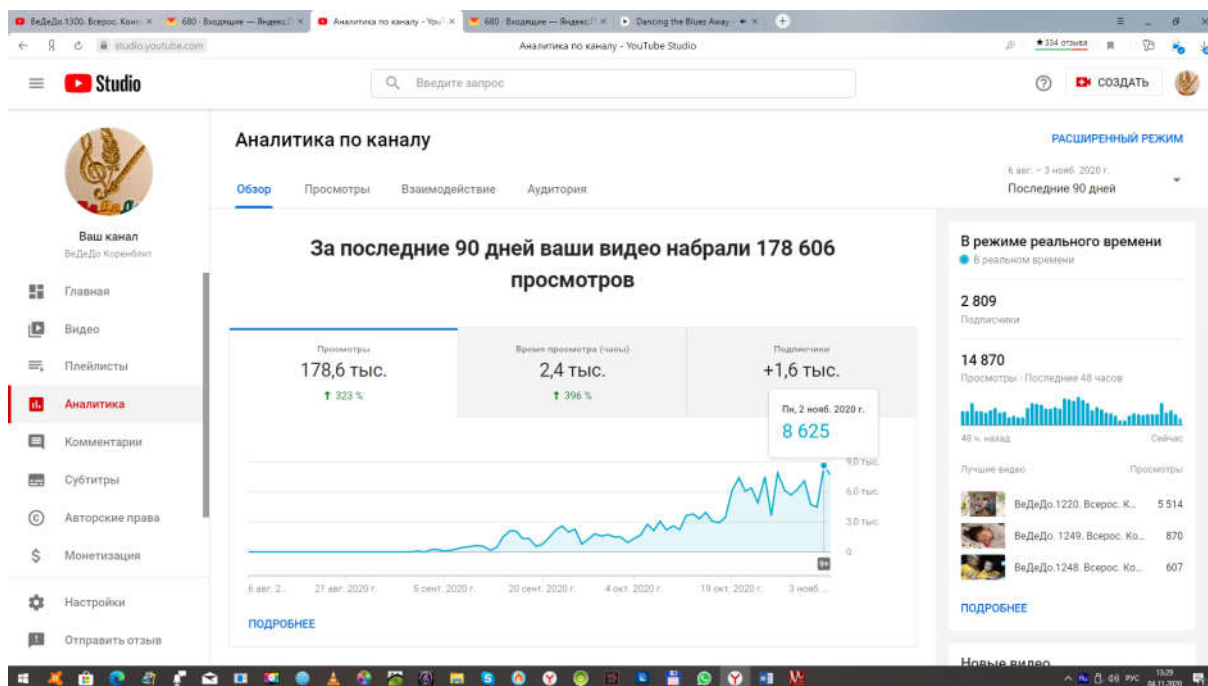 ВеДеДо.1300. Всерос. Конк
680 · Входящие — Яндекс.П
Аналитика по каналу - YouT
680 · Входящие — Яндекс.П
Dancing the Blues Away
studio.youtube.com
Аналитика по каналу - YouTube Studio
★334 отзыва
Studio
Введите запрос
СОЗДАТЬ
Ваш канал
ВеДеДо Коренблит
Главная
Видео
Плейлисты
Аналитика
Комментарии
Субтитры
Авторские права
Монетизация
Настройки
Отправить отзыв
Аналитика по каналу
РАСШИРЕННЫЙ РЕЖИМ
Обзор
Просмотры
Взаимодействие
Аудитория
6 авг. – 3 нояб. 2020 г.
Последние 90 дней
За последние 90 дней ваши видео набрали 178 606
просмотров
Просмотры
178,6 тыс.
↑ 323 %
Время просмотра (часы)
2,4 тыс.
↑ 396 %
Подписчики
+1,6 тыс.
Пн, 2 нояб. 2020 г.
8 625
9,0 тыс.
6,0 тыс.
3,0 тыс.
0
9+
6 авг. 2...
21 авг. 2020 г.
5 сент. 2020 г.
20 сент. 2020 г.
4 окт. 2020 г.
19 окт. 2020 г.
3 нояб. ...
ПОДРОБНЕЕ
В режиме реального времени
В реальном времени
2 809
Подписчики
14 870
Просмотры · Последние 48 часов
48 ч. назад
Сейчас
Лучшие видео
Просмотры
ВеДеДо.1220. Всерос. К... 5 514
ВеДеДо. 1249. Всерос. Ко... 870
ВеДеДо.1248. Всерос. Ко... 607
ПОДРОБНЕЕ
Новые видео
РУС
13:29
04.11.2020